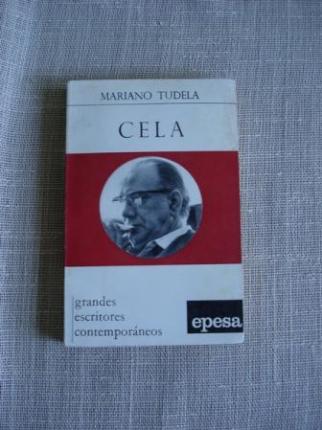 MARIANO TUDELA
CELA
grandes
escritores
contemporáneos
epesa